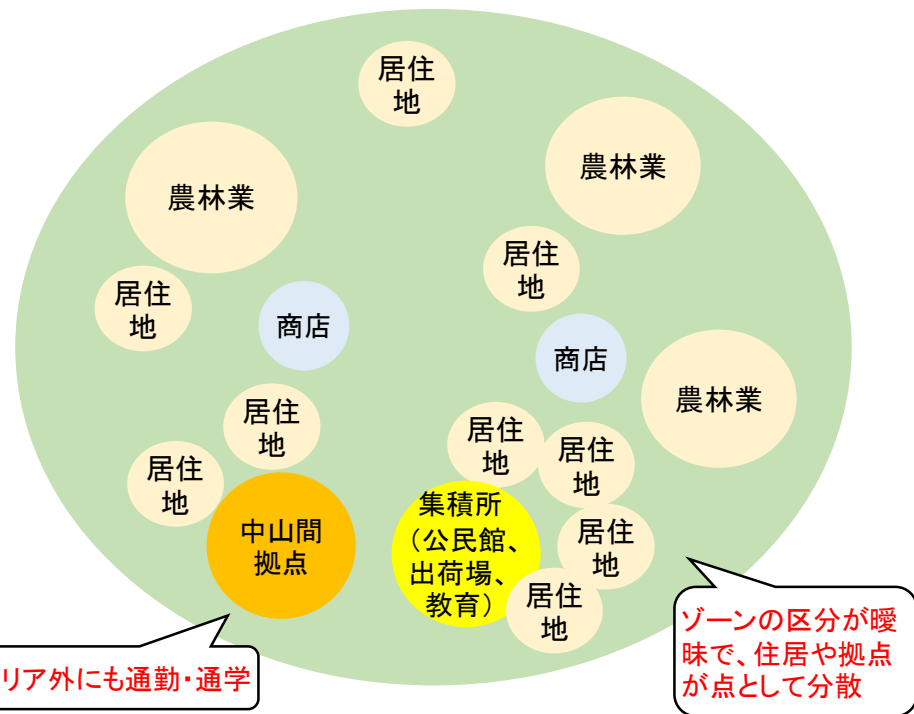 居住
地
農林業
農林業
居住
地
居住
地
商店
商店
農林業
居住
地
居住
地
居住
地
居住
地
中山間
拠点
集積所
(公民館、
出荷場、
教育)
居住
地
居住
地
リア外にも通勤・通学
ゾーンの区分が曖
昧で、住居や拠点
が点として分散